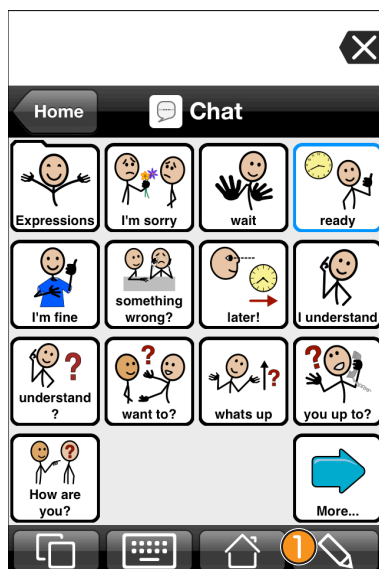 Home
Chat
Expressions
I'm sorry
wait
ready
I'm fine
something
wrong?
later!
I understand
understand
?
want to?
whats up
you up to?
How are
you?
More...
1